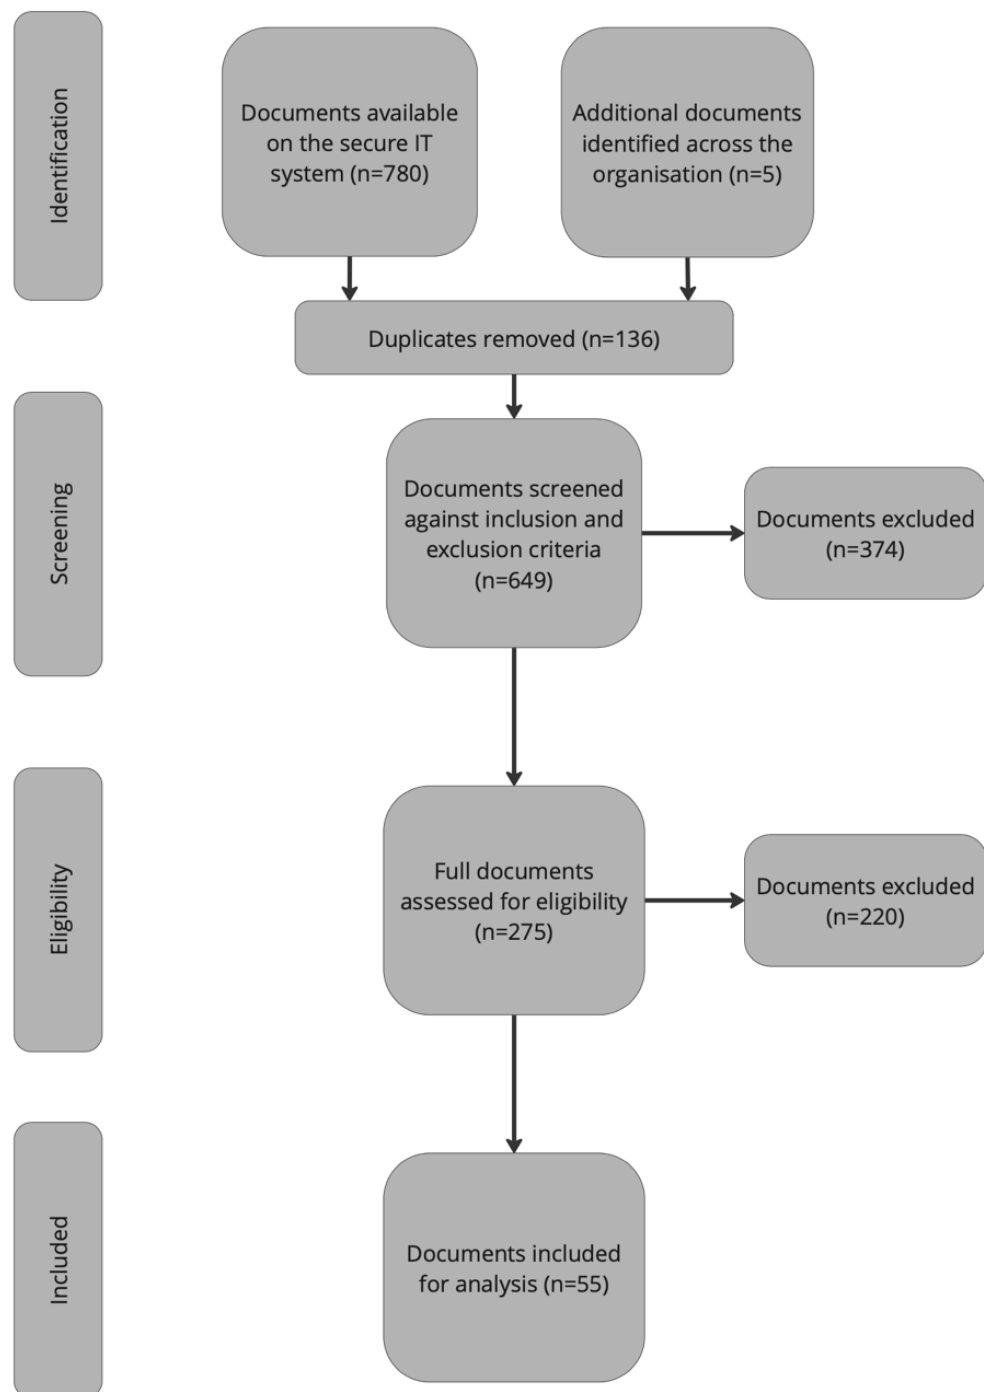 Identification
Documents available
on the secure IT
system (n=780)
Additional documents
identified across the
organisation (n=5)
Duplicates removed (n=136)
Screening
Documents screened
against inclusion and
exclusion criteria
(n=649)
Documents excluded
(n=374)
Eligibility
Full documents
assessed for eligibility
(n=275)
Documents excluded
(n=220)
Included
Documents included
for analysis (n=55)